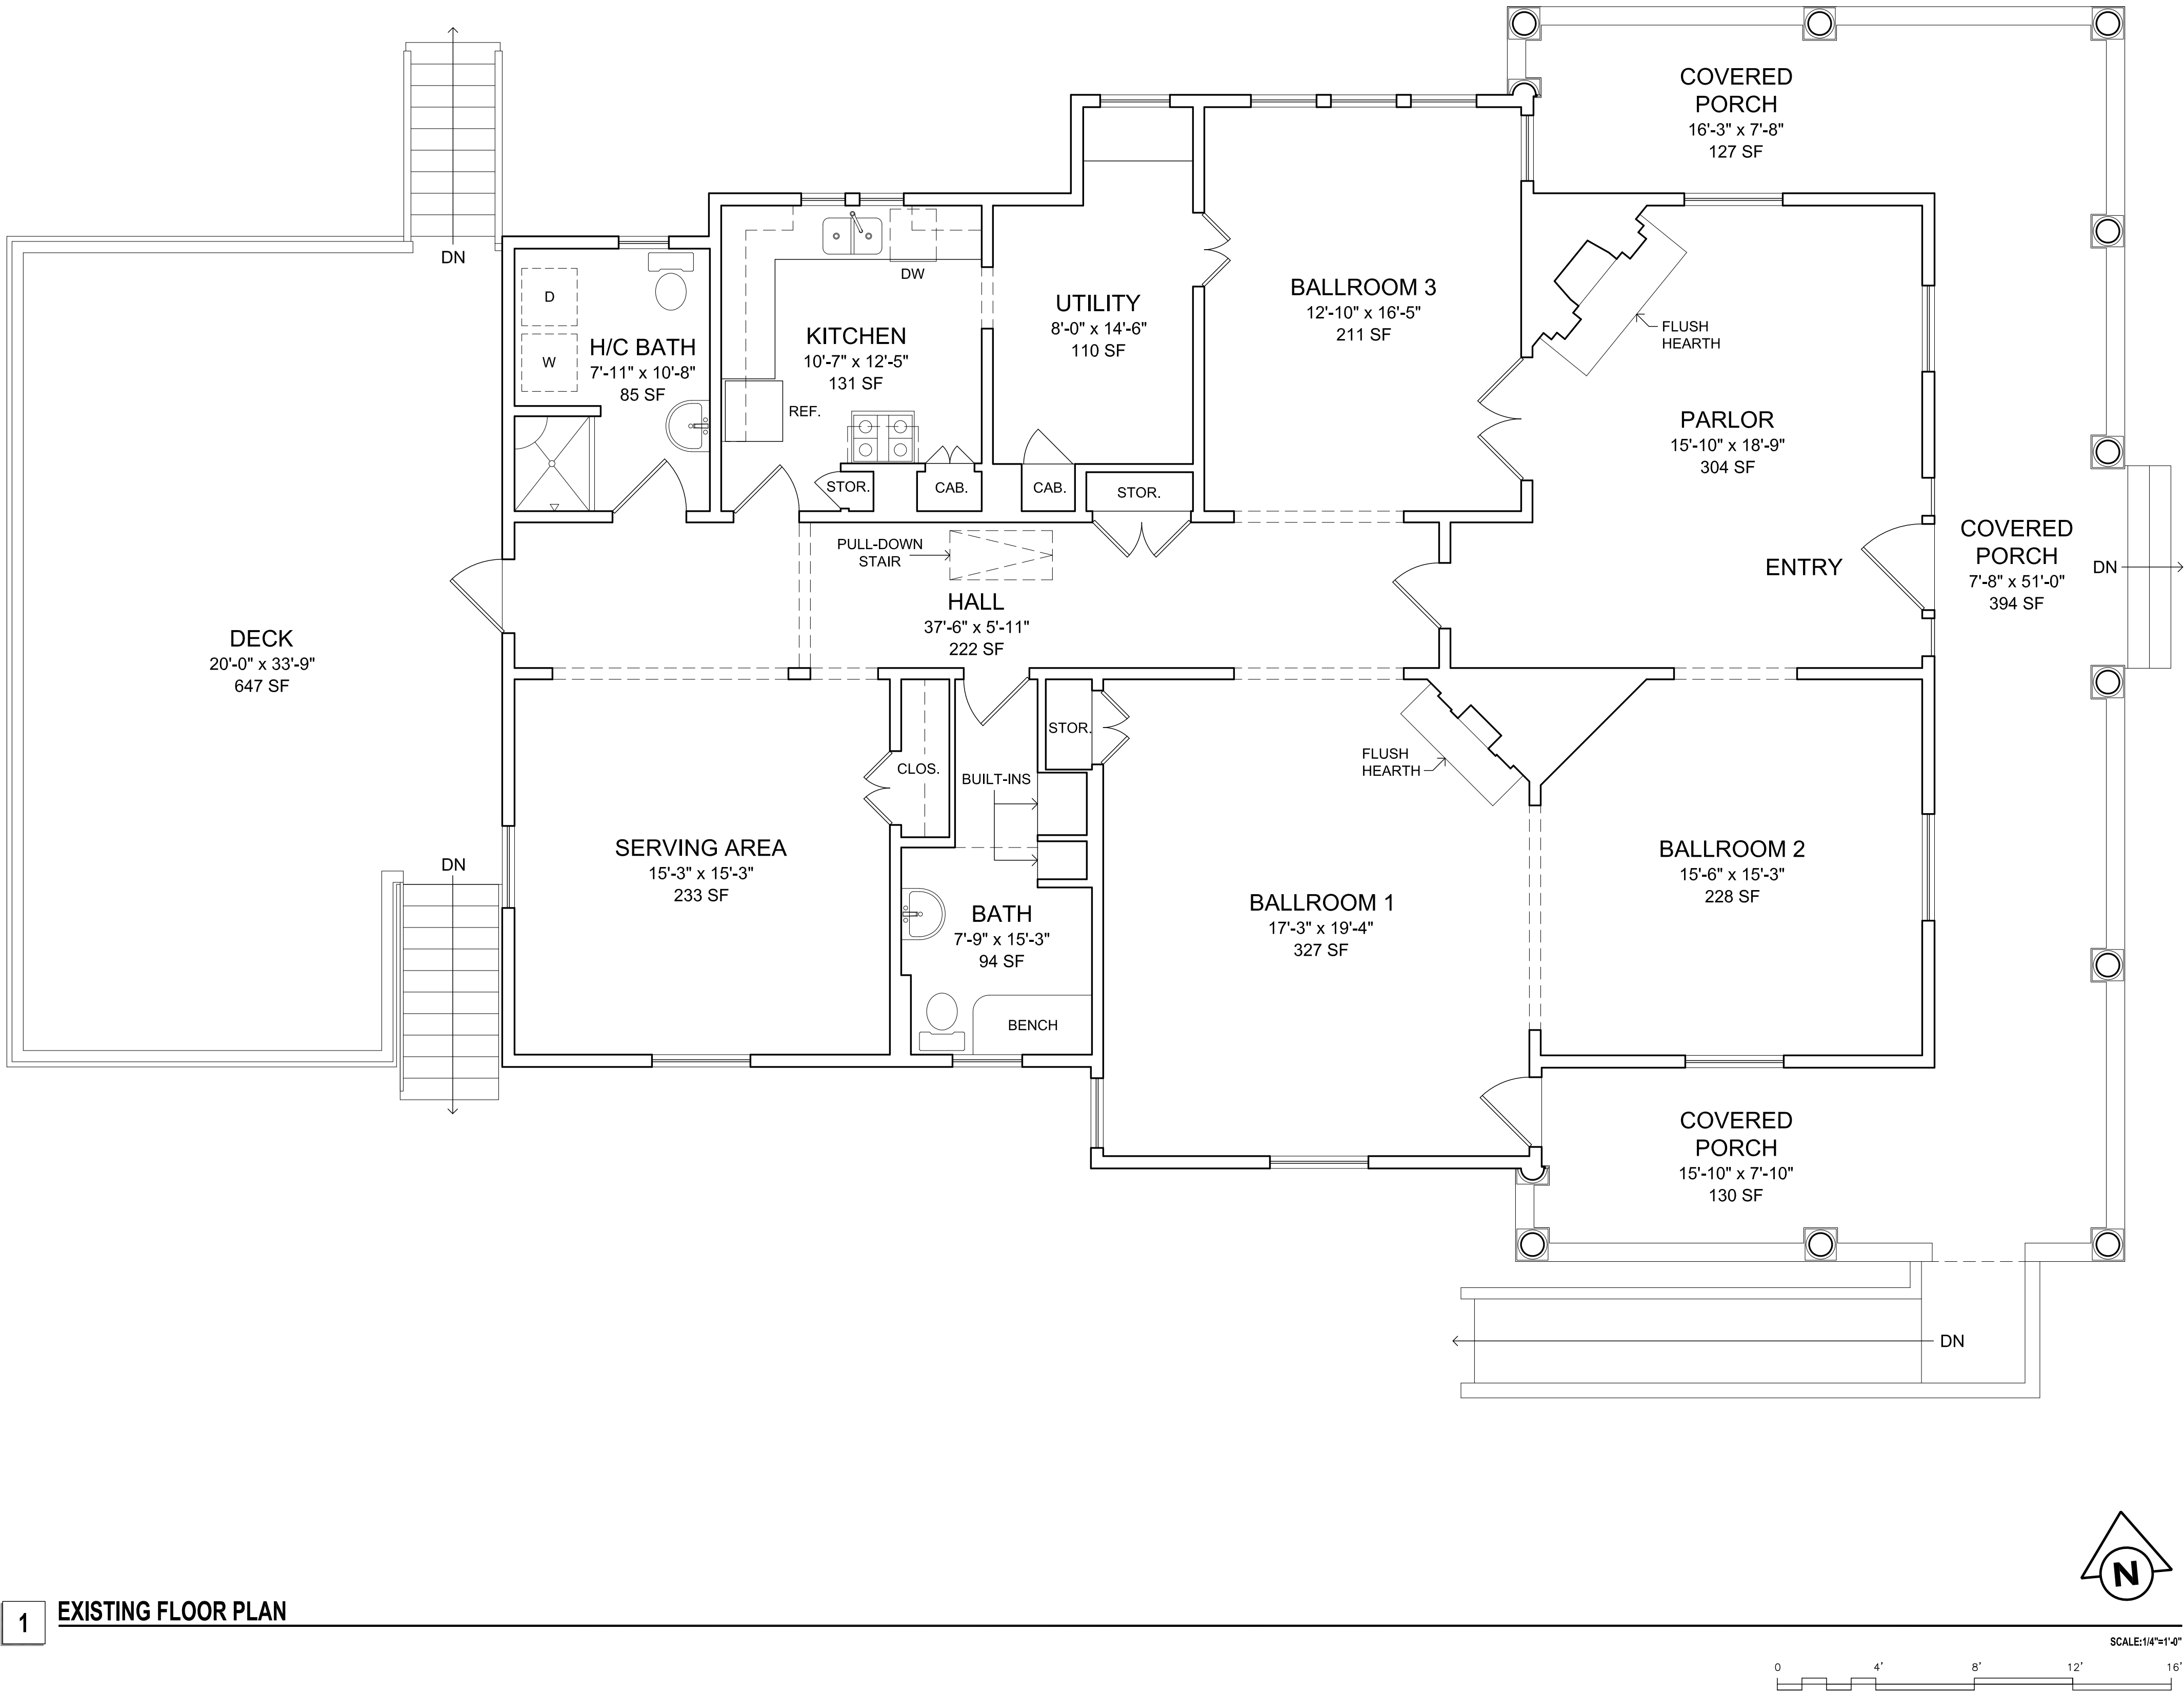 COVERED
PORCH
16'-3" x 7'-8"
127 SF
DN
D
W
H/C BATH
7'-11" x 10'-8"
85 SF
DW
KITCHEN
10'-7" x 12'-5"
131 SF
REF.
STOR.
CAB.
UTILITY
8'-0" x 14'-6"
110 SF
CAB.
STOR.
BALLROOM 3
12'-10" x 16'-5"
211 SF
FLUSH
HEARTH
PARLOR
15'-10" x 18'-9"
304 SF
ENTRY
COVERED
PORCH
7'-8" x 51'-0"
394 SF
DN
PULL-DOWN
STAIR
HALL
37'-6" x 5'-11"
222 SF
DECK
20'-0" x 33'-9"
647 SF
DN
SERVING AREA
15'-3" x 15'-3"
233 SF
CLOS.
STOR.
BUILT-INS
BATH
7'-9" x 15'-3"
94 SF
BENCH
FLUSH
HEARTH
BALLROOM 1
17'-3" x 19'-4"
327 SF
BALLROOM 2
15'-6" x 15'-3"
228 SF
COVERED
PORCH
15'-10" x 7'-10"
130 SF
DN
N
1
EXISTING FLOOR PLAN
SCALE:1/4"=1'-0"
0 4' 8' 12' 16'